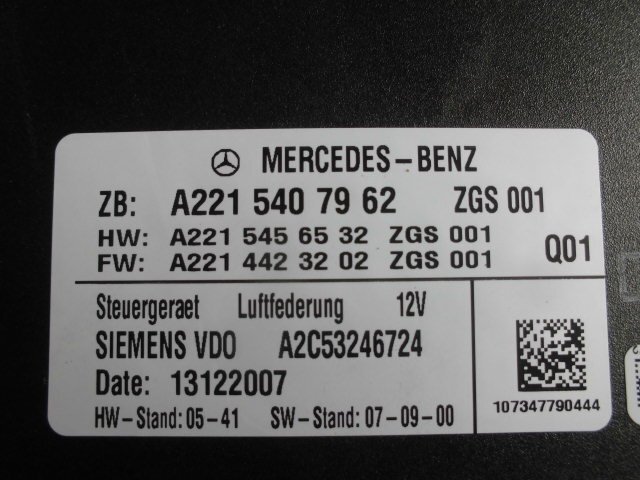 MERCEDES-BENZ
ZB: A221 540 79 62 ZGS 001
HW: A221 545 65 32 ZGS 001
FW: A221 442 32 02 ZGS 001 Q01
Steuergeraet Luftfederung 12V
SIEMENS VDO A2C53246724
Date: 13122007
HW-Stand: 05-41 SW-Stand: 07-09-00
107347790444